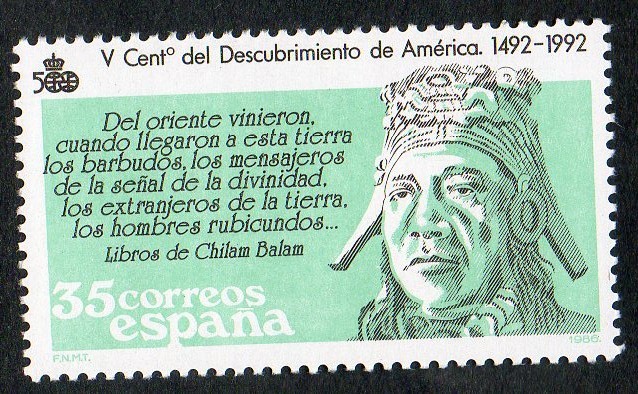 V Centº del Descubrimiento de América. 1492-1992
500
Del oriente vinieron,
cuando llegaron a esta tierra
los barbudos, los mensajeros
de la señal de la divinidad,
los extranjeros de la tierra,
los hombres rubicundos...
Libros de Chilam Balam
35 correos
españa
F.N.M.T.
1986